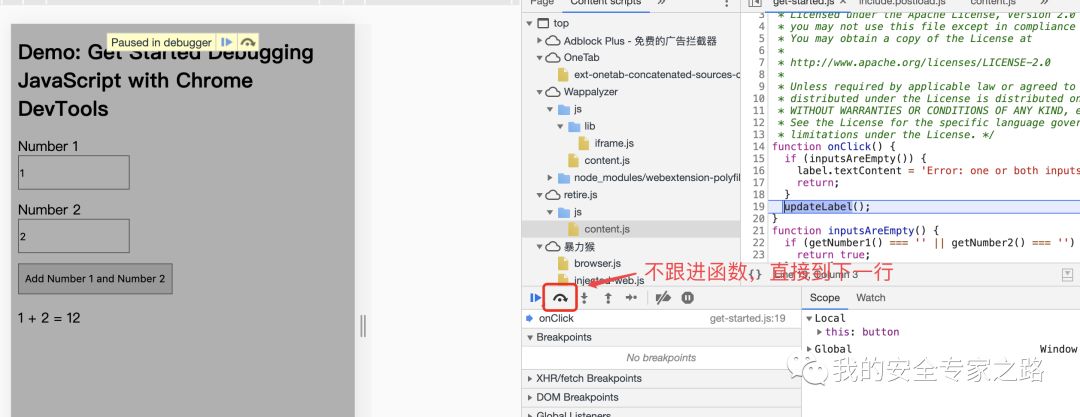 Paused in debugger
Demo: Get Started Debugging
JavaScript with Chrome
DevTools
Number 1
1
Number 2
2
Add Number 1 and Number 2
1 + 2 = 12
Page
Content scripts
»
top
Adblock Plus - 免费的广告拦截器
OneTab
ext-onetab-concatenated-sources-c
Wappalyzer
js
lib
iframe.js
content.js
node_modules/webextension-polyfil
retire.js
js
content.js
暴力猴
browser.js
injected-web.js
get-started.js ×
include.postload.js
content.js
»
3 * Licensed under the Apache License, Version 2.0
4 * you may not use this file except in compliance
5 * You may obtain a copy of the License at
6 *
7 * http://www.apache.org/licenses/LICENSE-2.0
8 *
9 * Unless required by applicable law or agreed to
10 * distributed under the License is distributed on
11 * WITHOUT WARRANTIES OR CONDITIONS OF ANY KIND, e
12 * See the License for the specific language gover
13 * limitations under the License. */
14 function onClick() {
15 if (inputsAreEmpty()) {
16 label.textContent = 'Error: one or both inputs
17 return;
18 }
19 updateLabel();
20 }
21 function inputsAreEmpty() {
22 if (getNumber1() === '' || getNumber2() === '')
23 return true;
{} Line 19, Column 3
不跟进函数，直接到下一行
onClick
get-started.js:19
Breakpoints
No breakpoints
XHR/fetch Breakpoints
DOM Breakpoints
Global Listeners
Scope
Watch
Local
this: button
Global
Window
我的安全专家之路